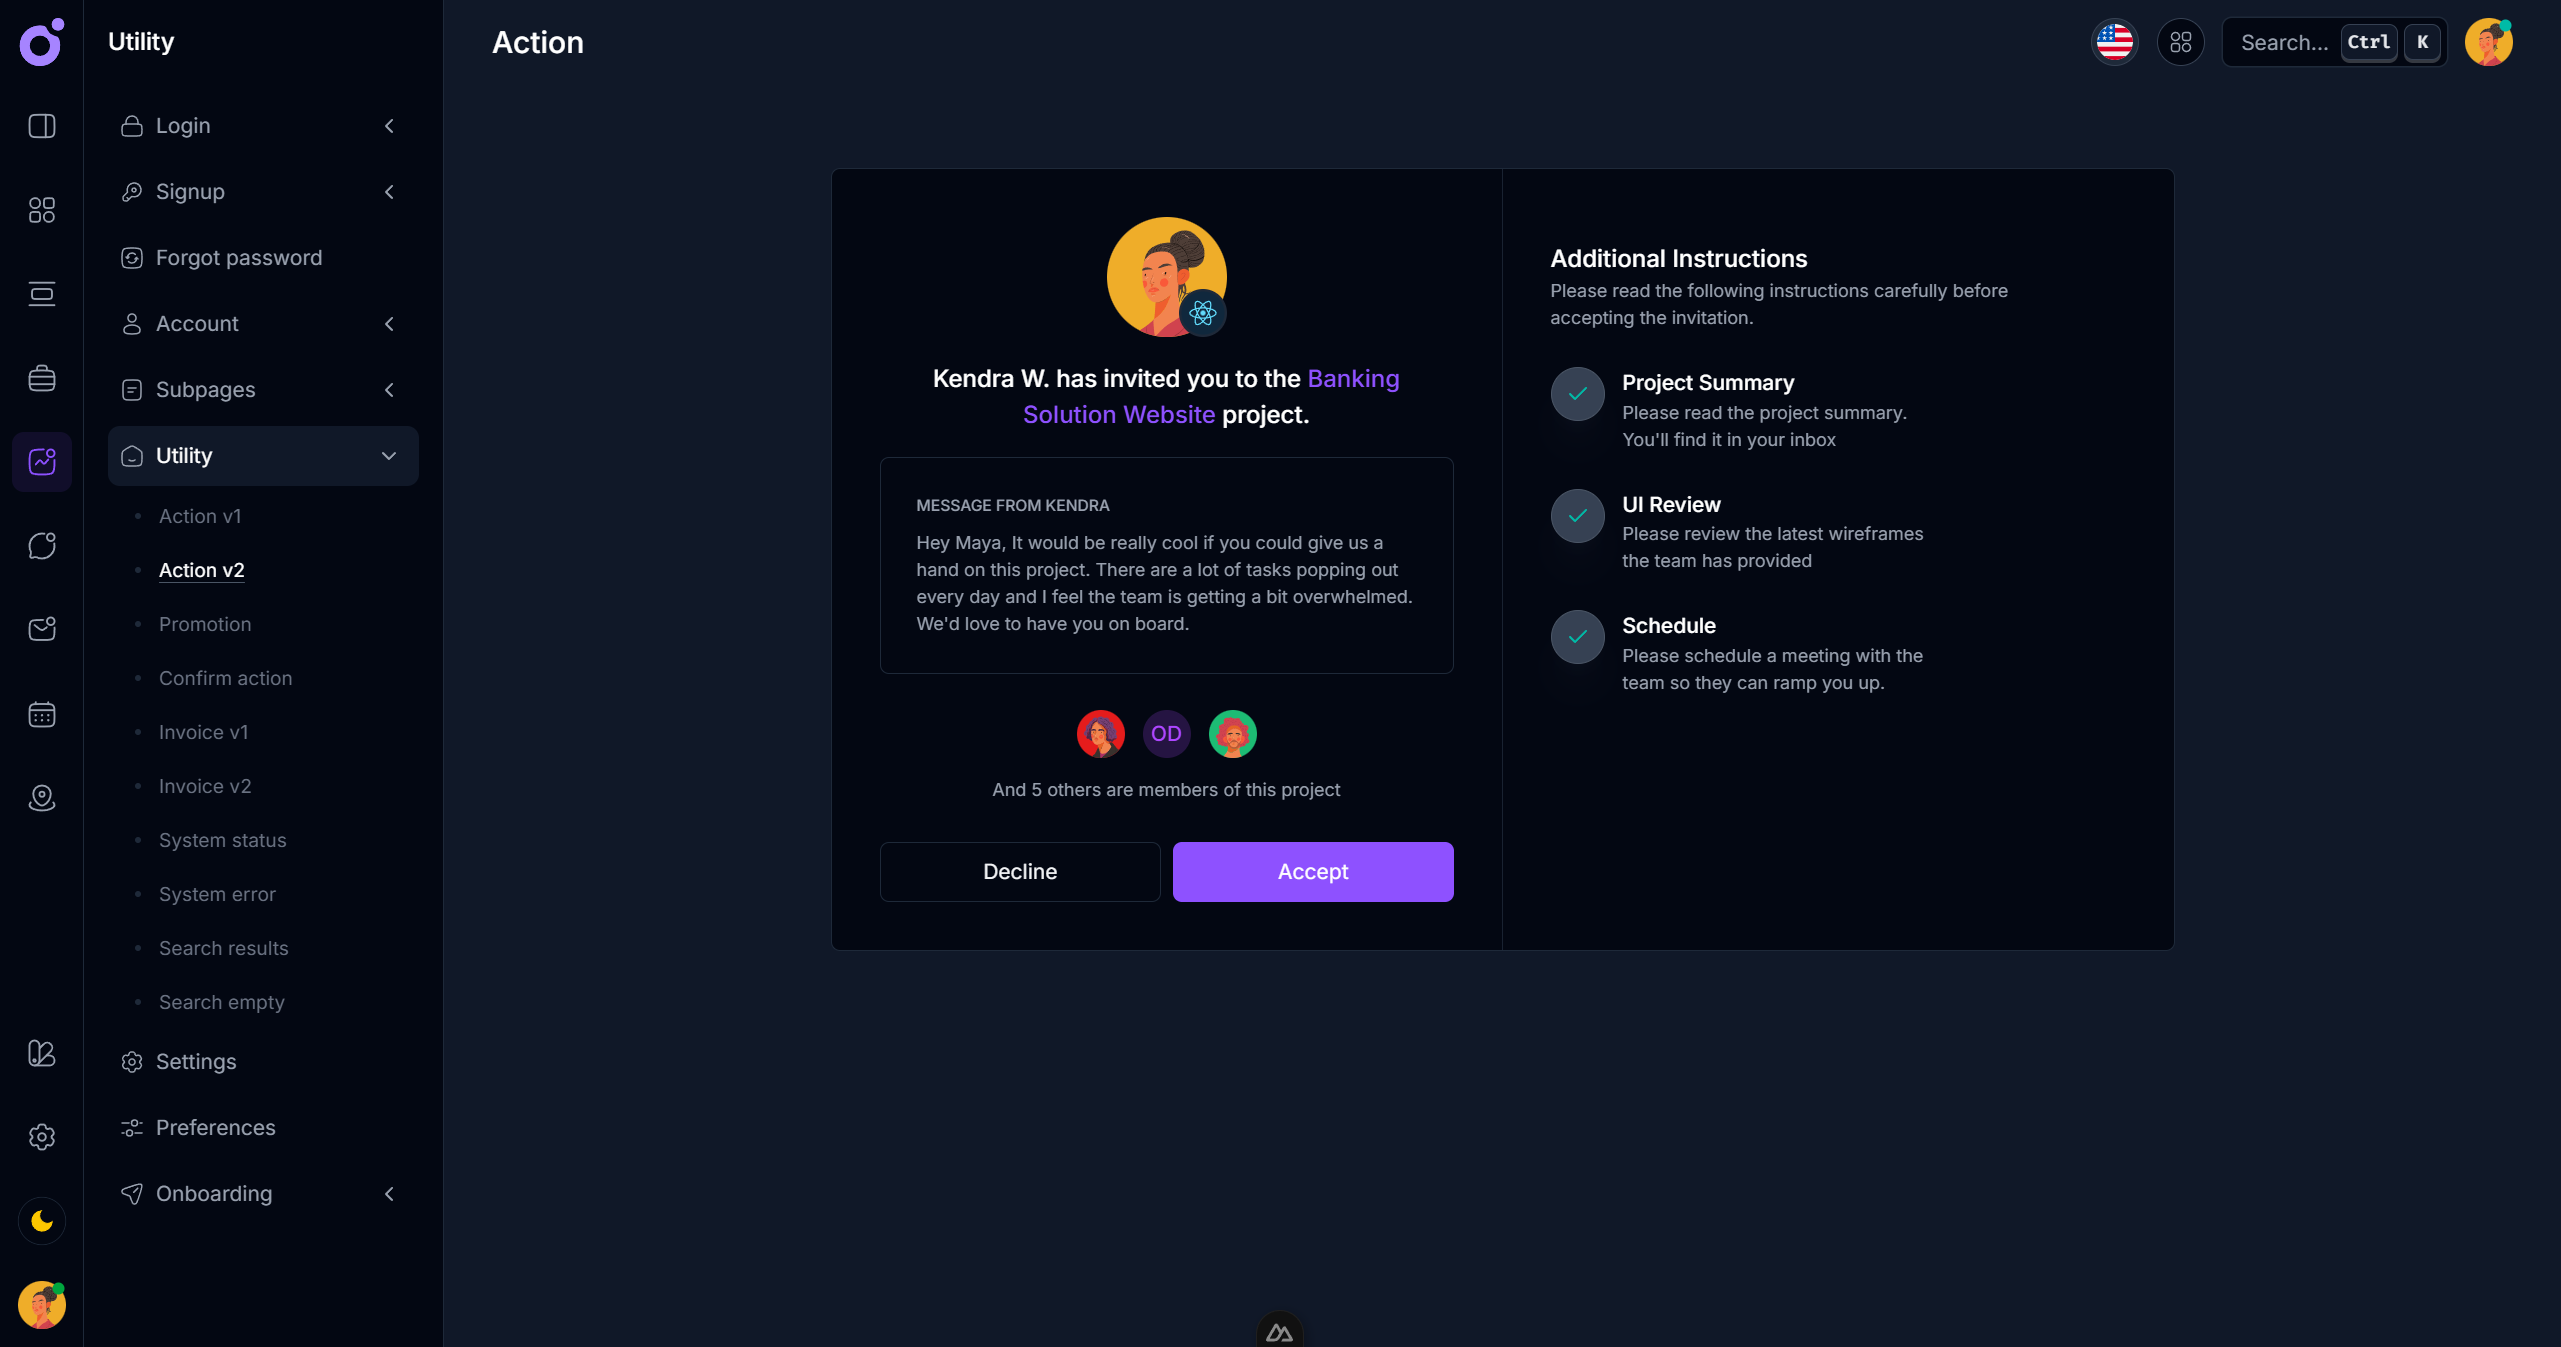 Utility
Login
Signup
Forgot password
Account
Subpages
Utility
Action v1
Action v2
Promotion
Confirm action
Invoice v1
Invoice v2
System status
System error
Search results
Search empty
Settings
Preferences
Onboarding
Action
Search... Ctrl K
Kendra W. has invited you to the Banking
Solution Website project.
MESSAGE FROM KENDRA
Hey Maya, It would be really cool if you could give us a
hand on this project. There are a lot of tasks popping out
every day and I feel the team is getting a bit overwhelmed.
We'd love to have you on board.
OD
And 5 others are members of this project
Decline
Accept
Additional Instructions
Please read the following instructions carefully before
accepting the invitation.
Project Summary
Please read the project summary.
You'll find it in your inbox
UI Review
Please review the latest wireframes
the team has provided
Schedule
Please schedule a meeting with the
team so they can ramp you up.